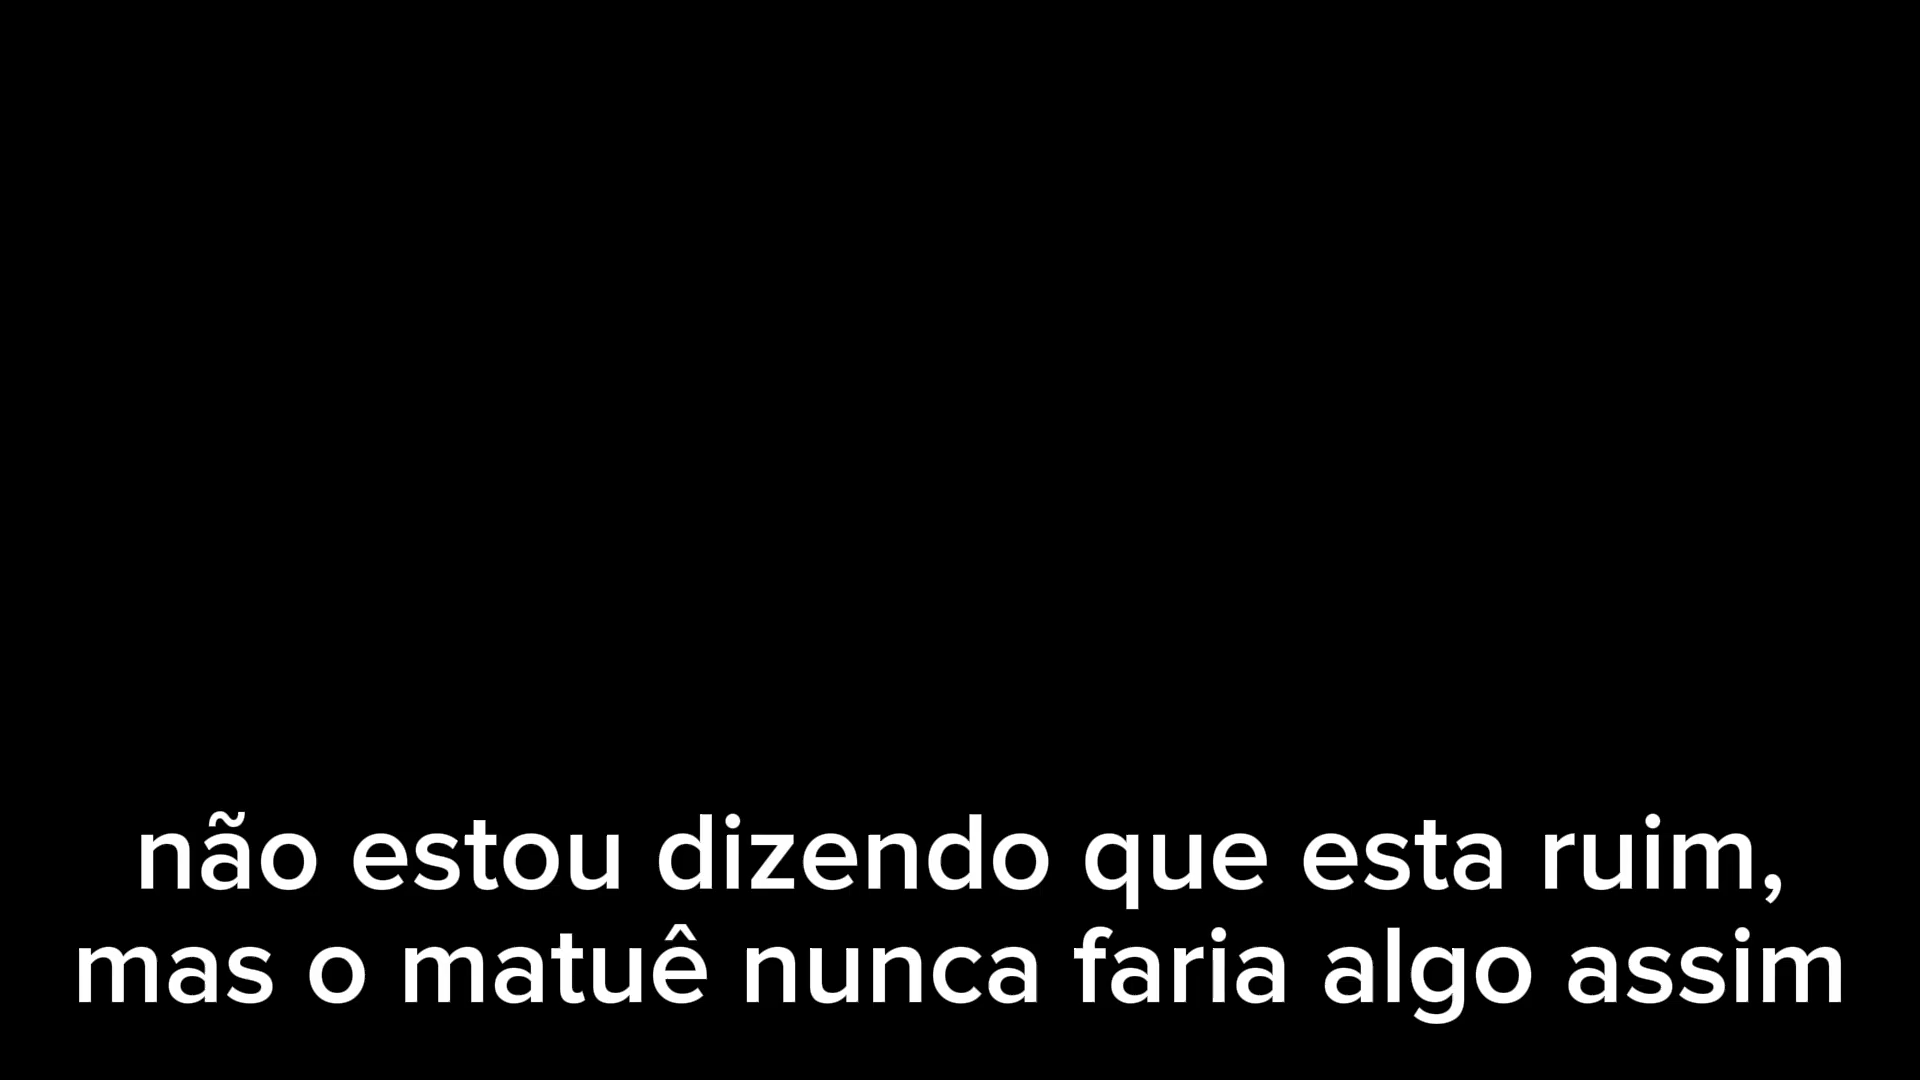 não estou dizendo que esta ruim,
mas o matuê nunca faria algo assim